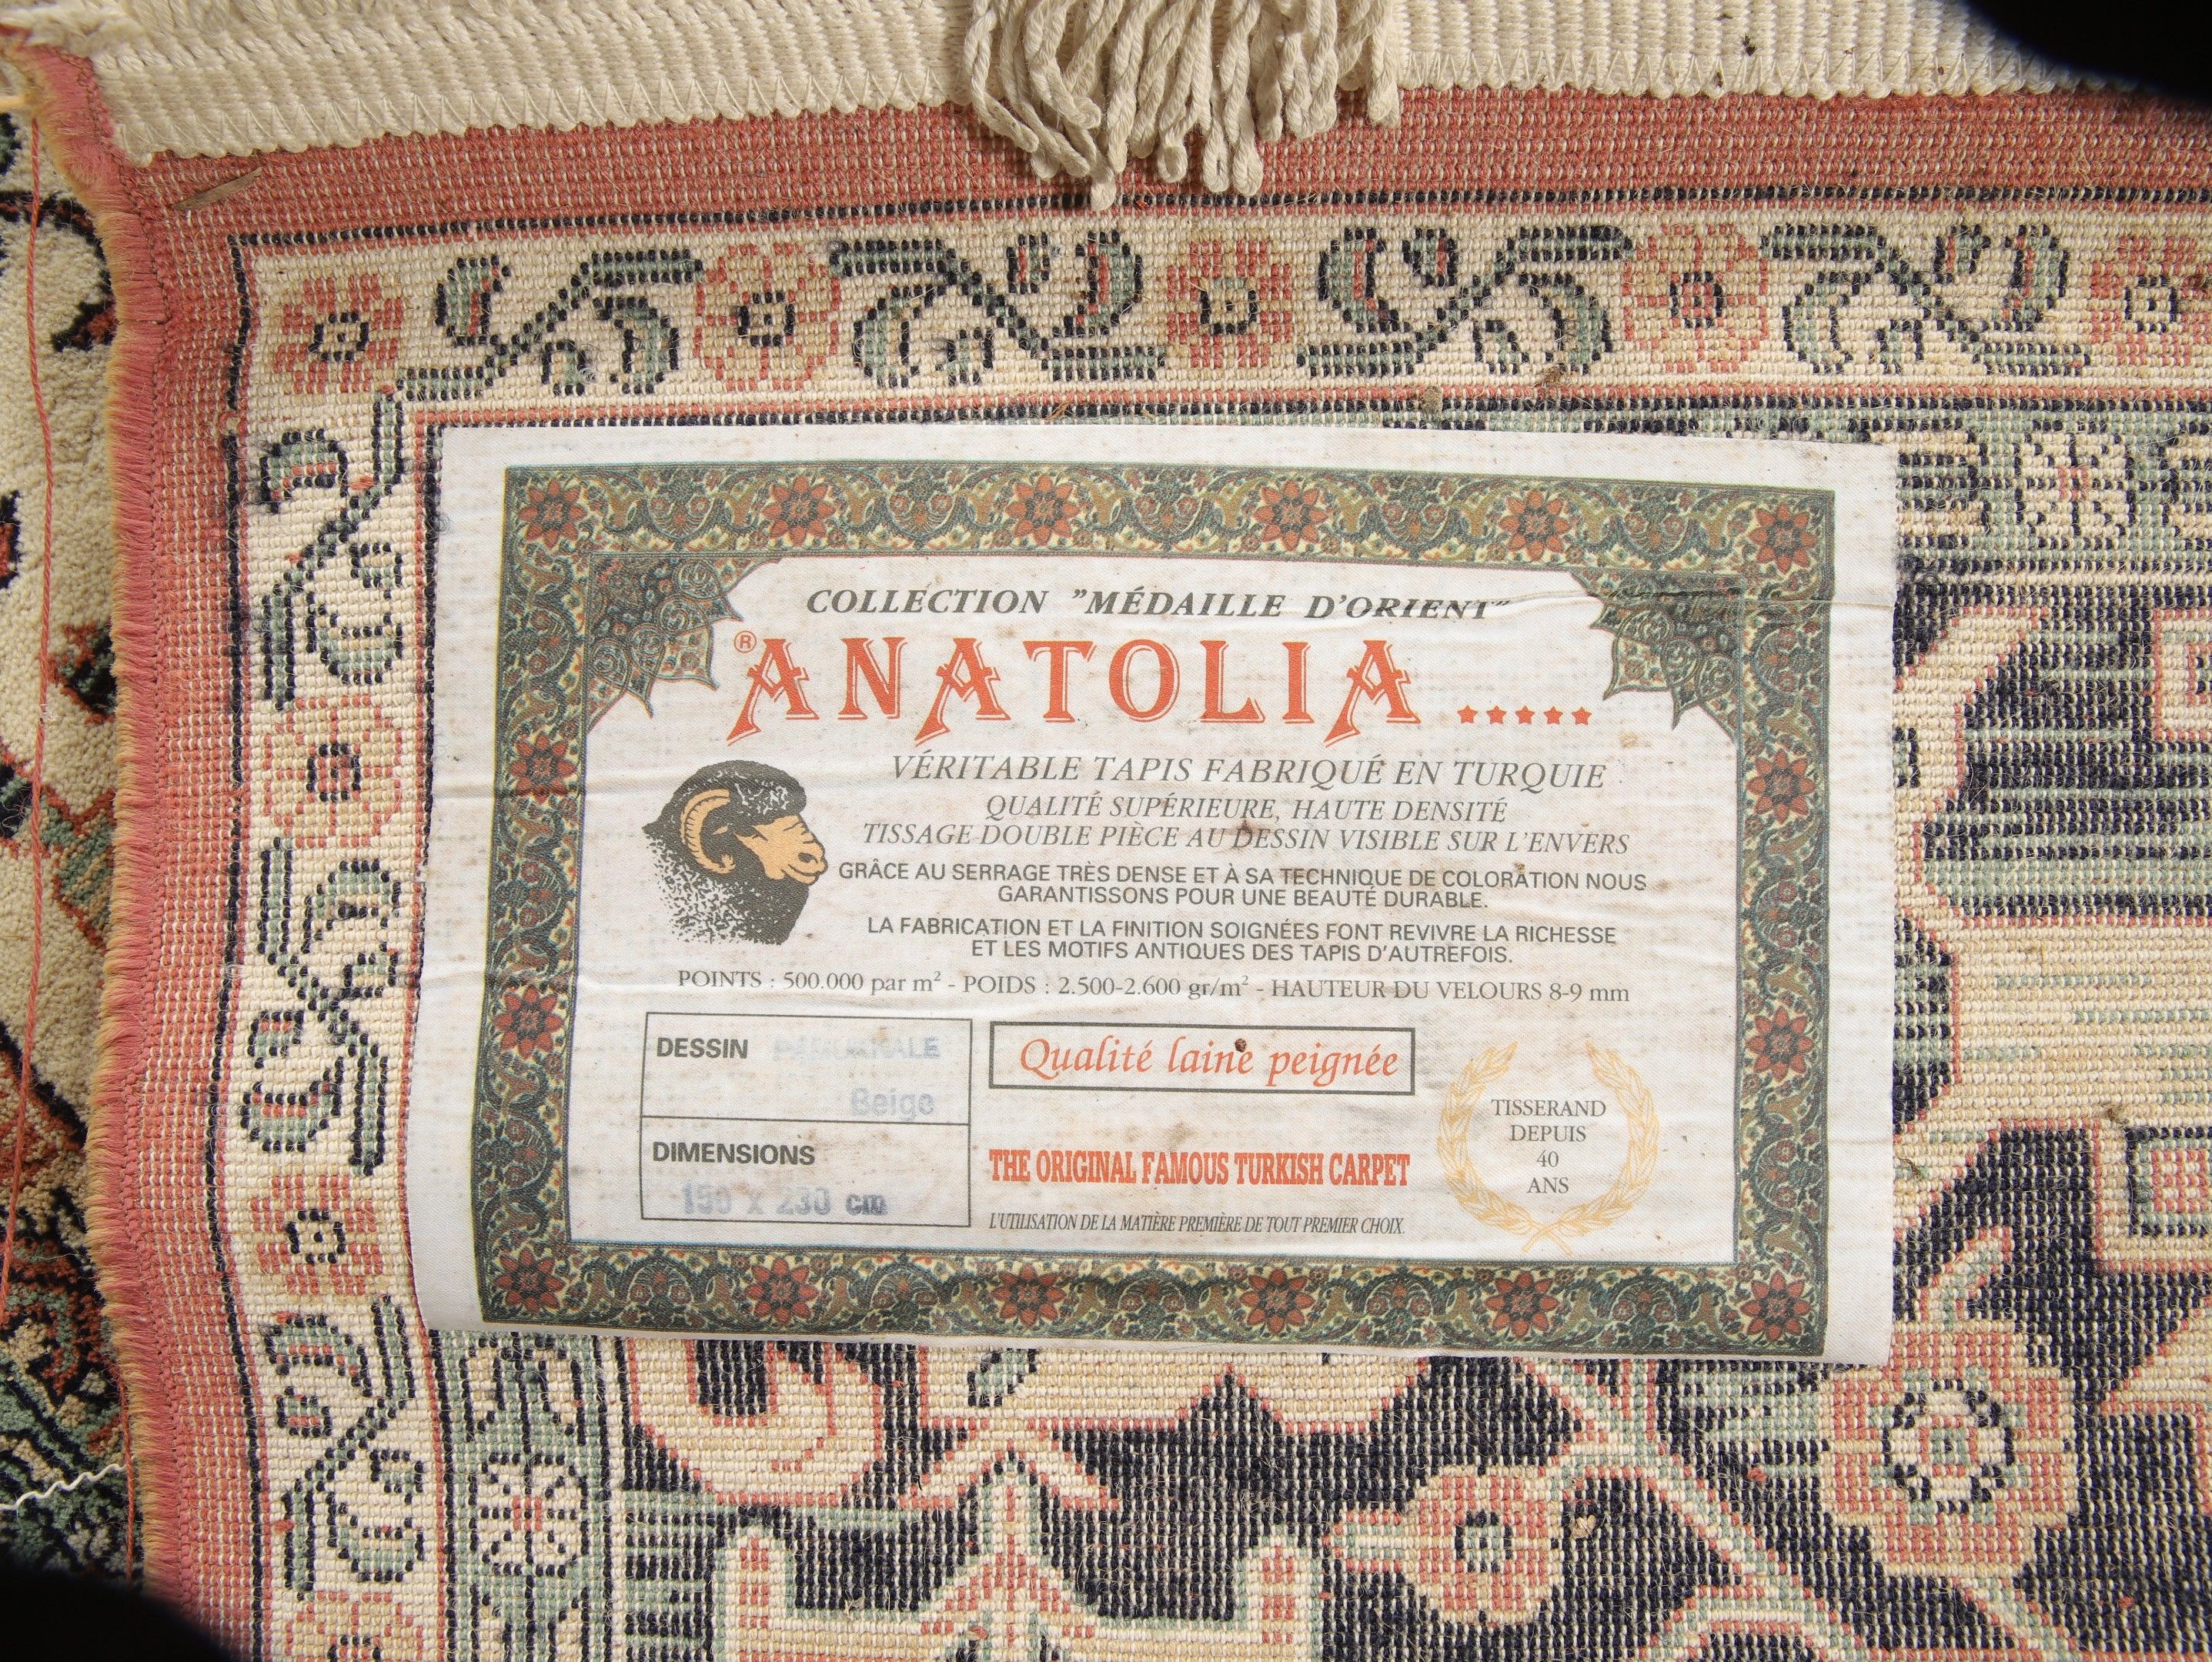 COLLECTION "MÉDAILLE D'ORIENT"
®ANATOLIA
VÉRITABLE TAPIS FABRIQUÉ EN TURQUIE
QUALITÉ SUPÉRIEURE, HAUTE DENSITÉ
TISSAGE DOUBLE PIÈCE AU DESSIN VISIBLE SUR L'ENVERS
GRÂCE AU SERRAGE TRÈS DENSE ET À SA TECHNIQUE DE COLORATION NOUS
GARANTISSONS POUR UNE BEAUTÉ DURABLE.
LA FABRICATION ET LA FINITION SOIGNÉES FONT REVIVRE LA RICHESSE
ET LES MOTIFS ANTIQUES DES TAPIS D'AUTREFOIS.
POINTS : 500.000 par m² - POIDS : 2.500-2.600 gr/m² - HAUTEUR DU VELOURS 8-9 mm
DESSIN PAMUKKALE
Beige
DIMENSIONS
150 x 230 cm
Qualité laine peignée
THE ORIGINAL FAMOUS TURKISH CARPET
L'UTILISATION DE LA MATIÈRE PREMIÈRE DE TOUT PREMIER CHOIX.
TISSERAND
DEPUIS
40
ANS